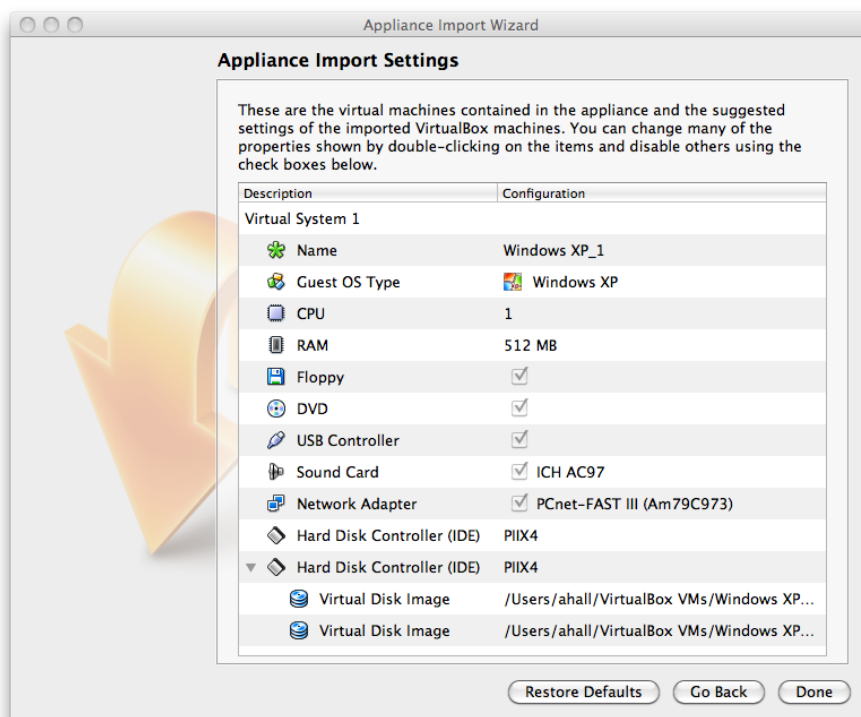 Appliance Import Wizard
Appliance Import Settings
These are the virtual machines contained in the appliance and the suggested
settings of the imported VirtualBox machines. You can change many of the
properties shown by double-clicking on the items and disable others using the
check boxes below.
Description Configuration
Virtual System 1
Name Windows XP_1
Guest OS Type Windows XP
CPU 1
RAM 512 MB
Floppy
DVD
USB Controller
Sound Card ICH AC97
Network Adapter PCnet-FAST III (Am79C973)
Hard Disk Controller (IDE) PIIX4
Hard Disk Controller (IDE) PIIX4
Virtual Disk Image /Users/ahall/VirtualBox VMs/Windows XP...
Virtual Disk Image /Users/ahall/VirtualBox VMs/Windows XP...
Restore Defaults Go Back Done